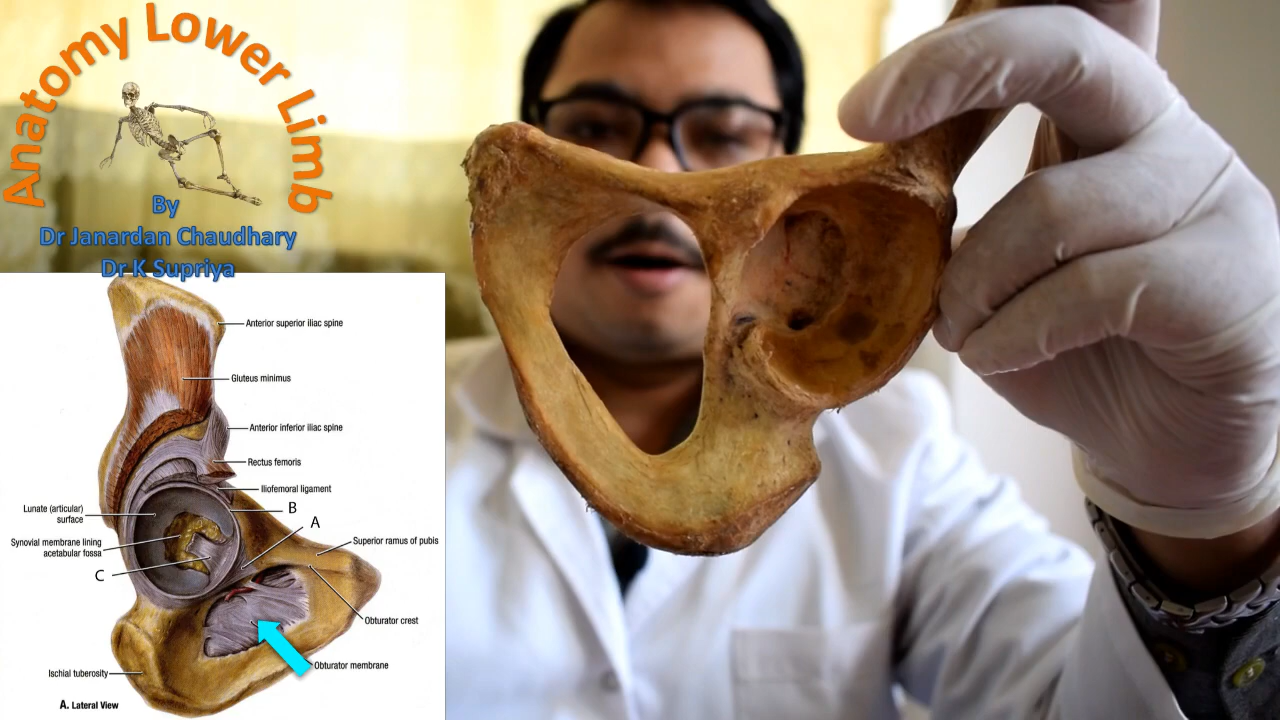 Anatomy Lower Limb
By
Dr Janardan Chaudhary
Dr K Supriya
Anterior superior iliac spine
Gluteus minimus
Anterior inferior iliac spine
Rectus femoris
Iliofemoral ligament
B
A
Superior ramus of pubis
Obturator crest
Obturator membrane
Lunate (articular)
surface
Synovial membrane lining
acetabular fossa
C
Ischial tuberosity
A. Lateral View